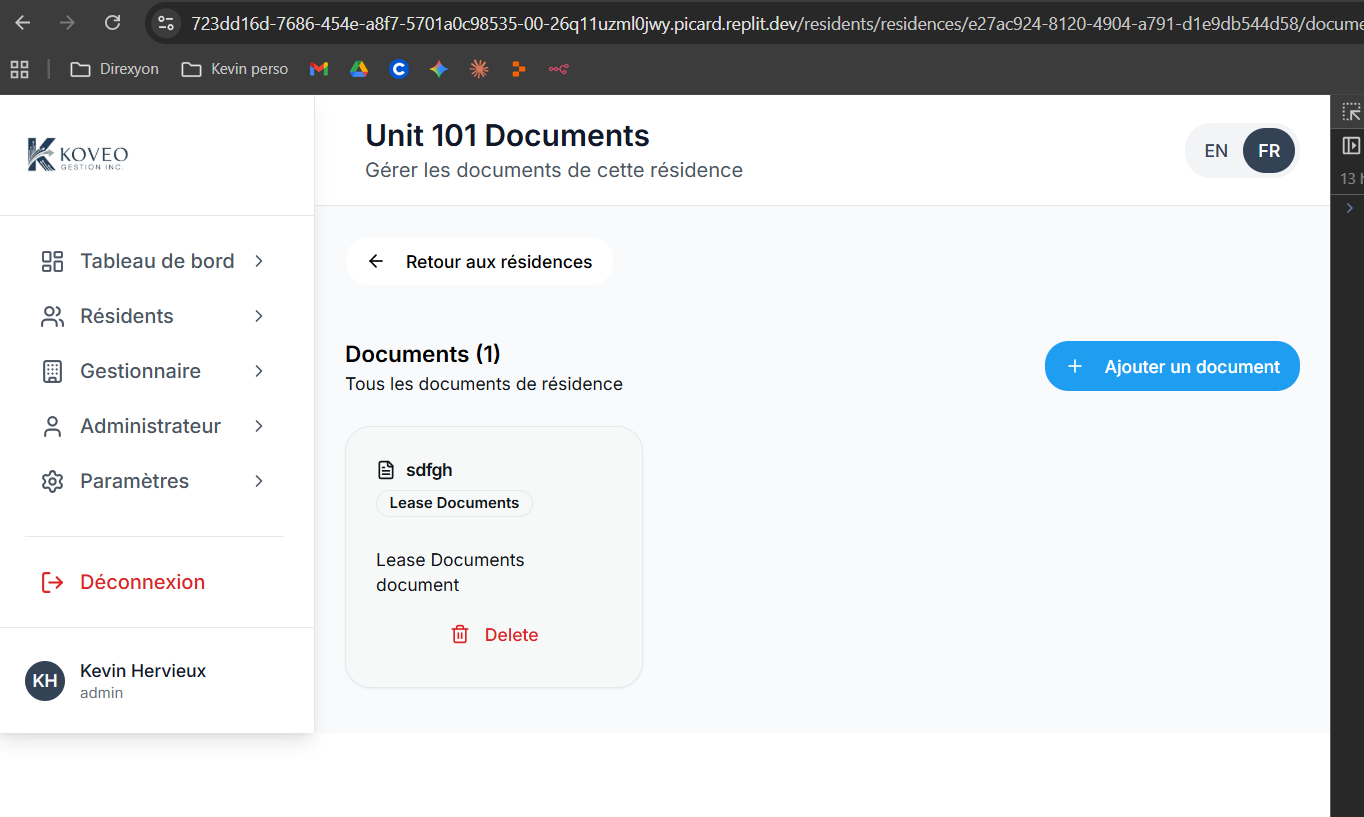 723dd16d-7686-454e-a8f7-5701a0c98535-00-26q11uzml0jwy.picard.replit.dev/residents/residences/e27ac924-8120-4904-a791-d1e9db544d58/docume
Direxyon
Kevin perso
KOVEO
GESTION INC.
Unit 101 Documents
Gérer les documents de cette résidence
EN
FR
13
Tableau de bord
Résidents
Gestionnaire
Administrateur
Paramètres
Déconnexion
KH
Kevin Hervieux
admin
Retour aux résidences
Documents (1)
Tous les documents de résidence
Ajouter un document
sdfgh
Lease Documents
Lease Documents
document
Delete